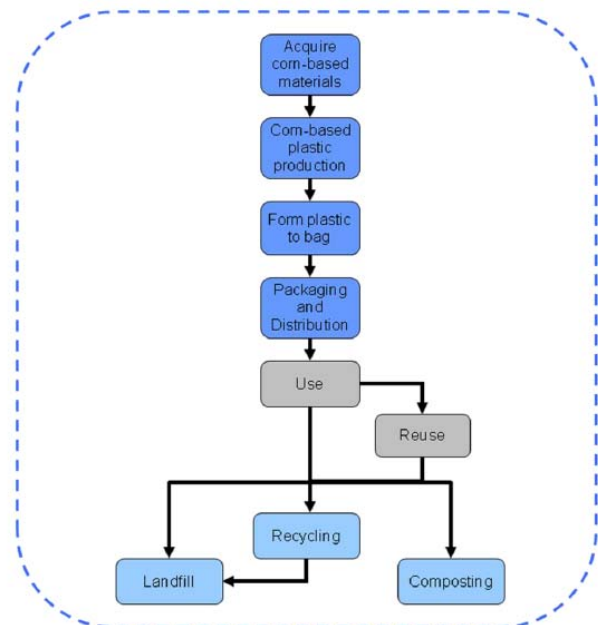 Acquire
corn-based
materials
Corn-based
plastic
production
Form plastic
to bag
Packaging
and
Distribution
Use
Reuse
Recycling
Landfill
Composting